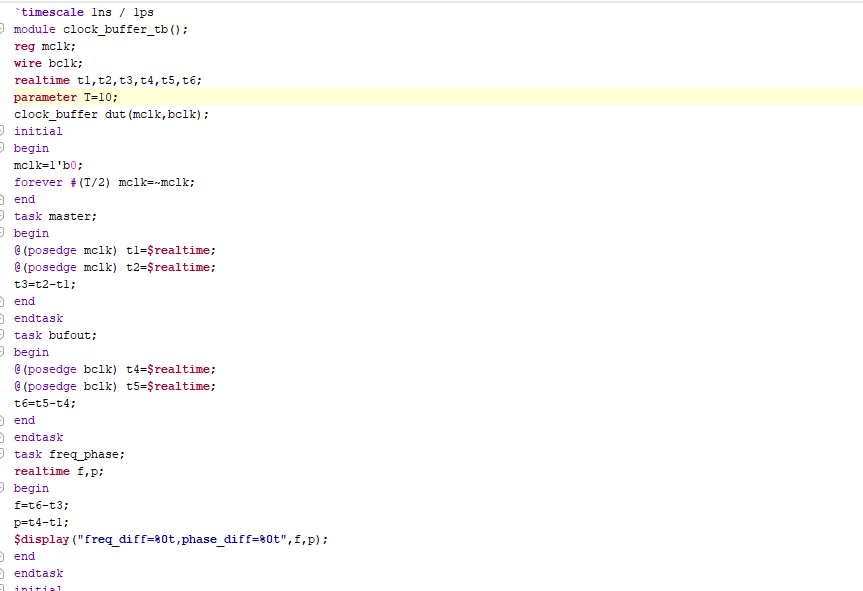 `timescale 1ns / 1ps
module clock_buffer_tb();
reg mclk;
wire bclk;
realtime t1,t2,t3,t4,t5,t6;
parameter T=10;
clock_buffer dut(mclk,bclk);
initial
begin
mclk=1'b0;
forever #(T/2) mclk=~mclk;
end
task master;
begin
@(posedge mclk) t1=$realtime;
@(posedge mclk) t2=$realtime;
t3=t2-t1;
end
endtask
task bufout;
begin
@(posedge bclk) t4=$realtime;
@(posedge bclk) t5=$realtime;
t6=t5-t4;
end
endtask
task freq_phase;
realtime f,p;
begin
f=t6-t3;
p=t4-t1;
$display("freq_diff=%0t,phase_diff=%0t",f,p);
end
endtask
initial